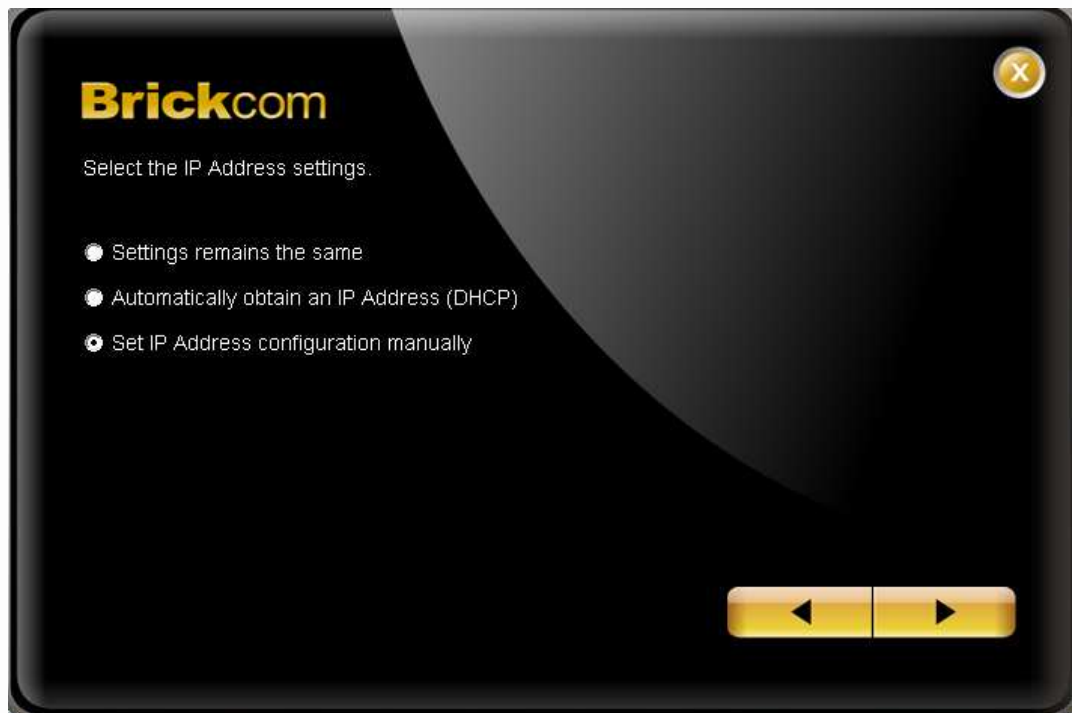 Brickcom
X
Select the IP Address settings.
Settings remains the same
Automatically obtain an IP Address (DHCP)
Set IP Address configuration manually